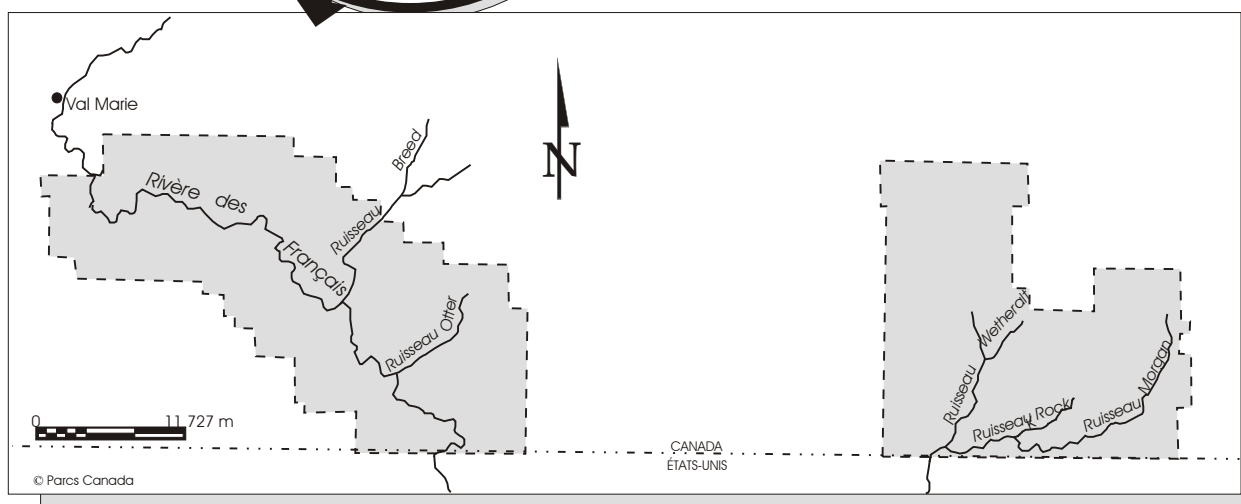 Val Marie
N
Rivère des
Français
Ruisseau Breed
Ruisseau Otter
Ruisseau Wetherall
Ruisseau Rock
Ruisseau Morgan
0 11 727 m
CANADA
ÉTATS-UNIS
© Parcs Canada